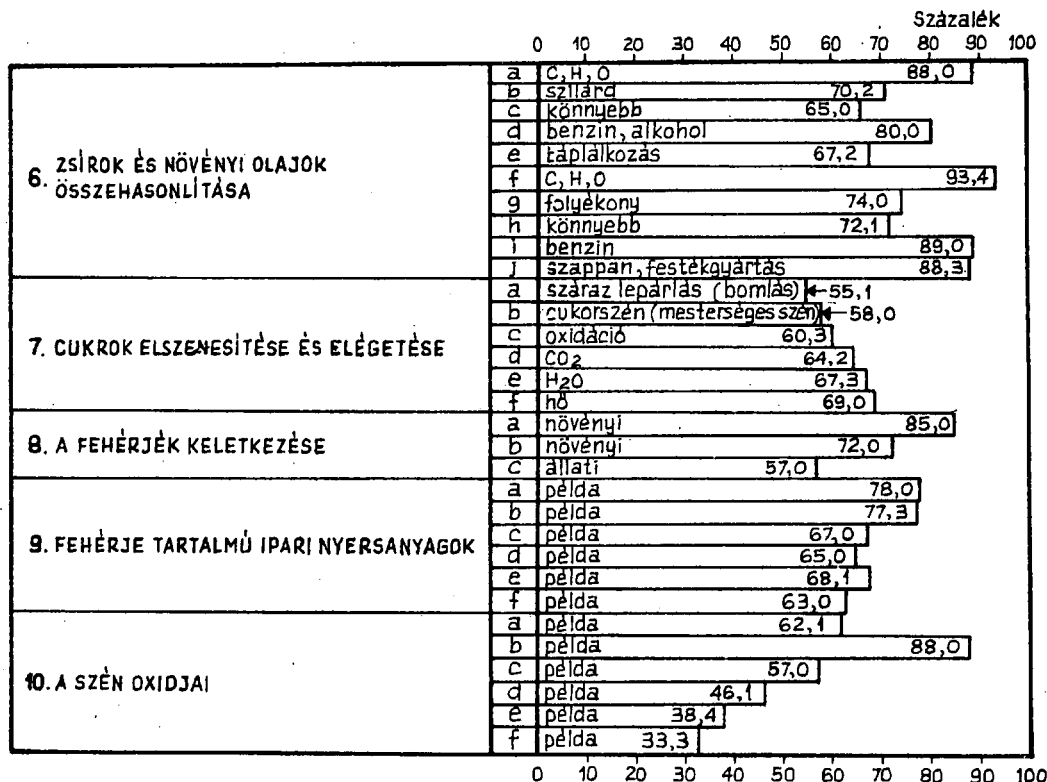 Százalék
0 10 20 30 40 50 60 70 80 90 100
6. ZSÍROK ÉS NÖVÉNYI OLAJOK
ÖSSZEHASONLÍTÁSA
a C,H,O 88,0
b szilárd 70,2
c könnyebb 65,0
d benzin, alkohol 80,0
e táplálkozás 67,2
f C,H,O 93,4
g folyékony 74,0
h könnyebb 72,1
i benzin 89,0
j szappan, festékgyártás 88,3
7. CUKROK ELSZENESÍTÉSE ÉS ELÉGETÉSE
a száraz lepárlás (bomlás) 55,1
b cukorszén (mesterséges szén) 58,0
c oxidáció 60,3
d CO₂ 64,2
e H₂O 67,3
f hő 69,0
8. A FEHÉRJÉK KELETKEZÉSE
a növényi 85,0
b növényi 72,0
c állati 57,0
9. FEHÉRJE TARTALMÚ IPARI NYERSANYAGOK
a példa 78,0
b példa 77,3
c példa 67,0
d példa 65,0
e példa 68,1
f példa 63,0
10. A SZÉN OXIDJAI
a példa 62,1
b példa 88,0
c példa 57,0
d példa 46,1
e példa 38,4
f példa 33,3
0 10 20 30 40 50 60 70 80 90 100